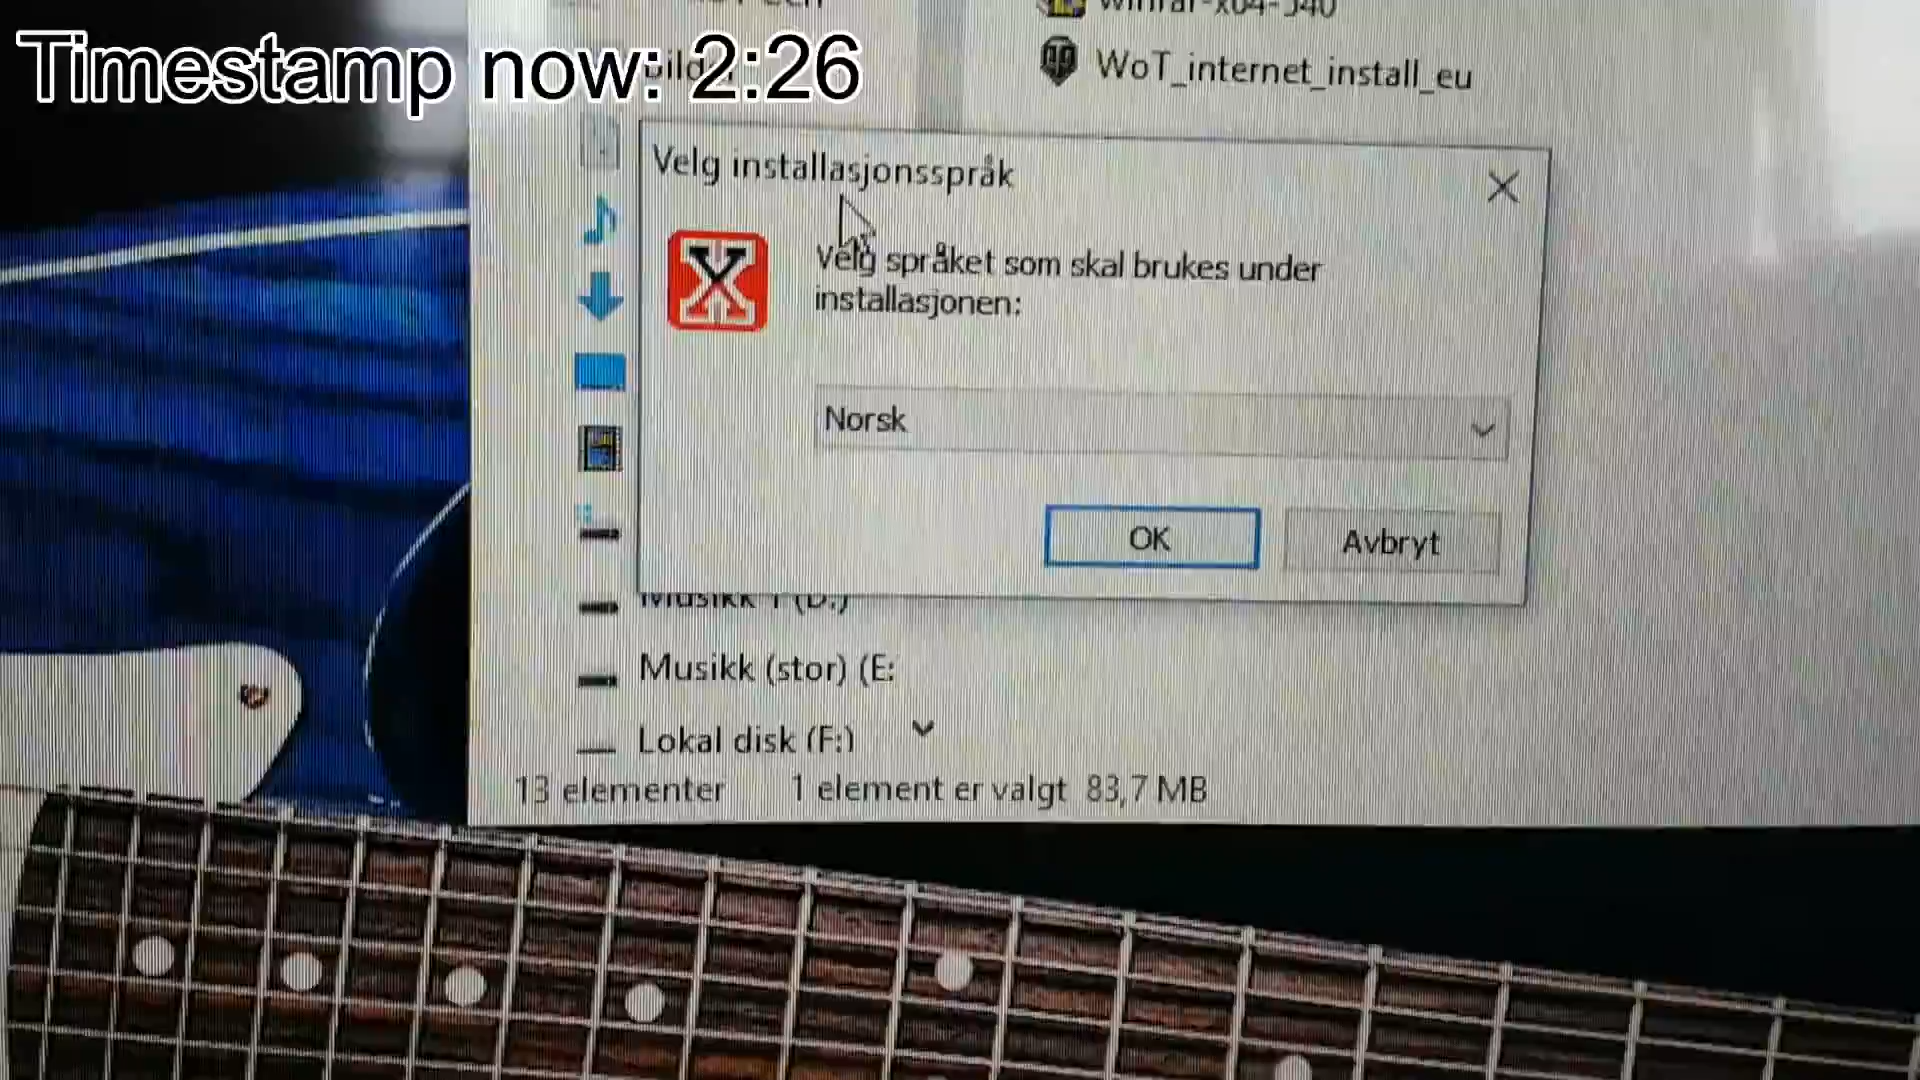 Timestamp now: 2:26
WoT_internet_install_eu
Velg installasjonsspråk
Velg språket som skal brukes under
installasjonen:
Norsk
OK
Avbryt
Musikk (stor) (E:
Lokal disk (F:)
13 elementer
1 element er valgt 83,7 MB